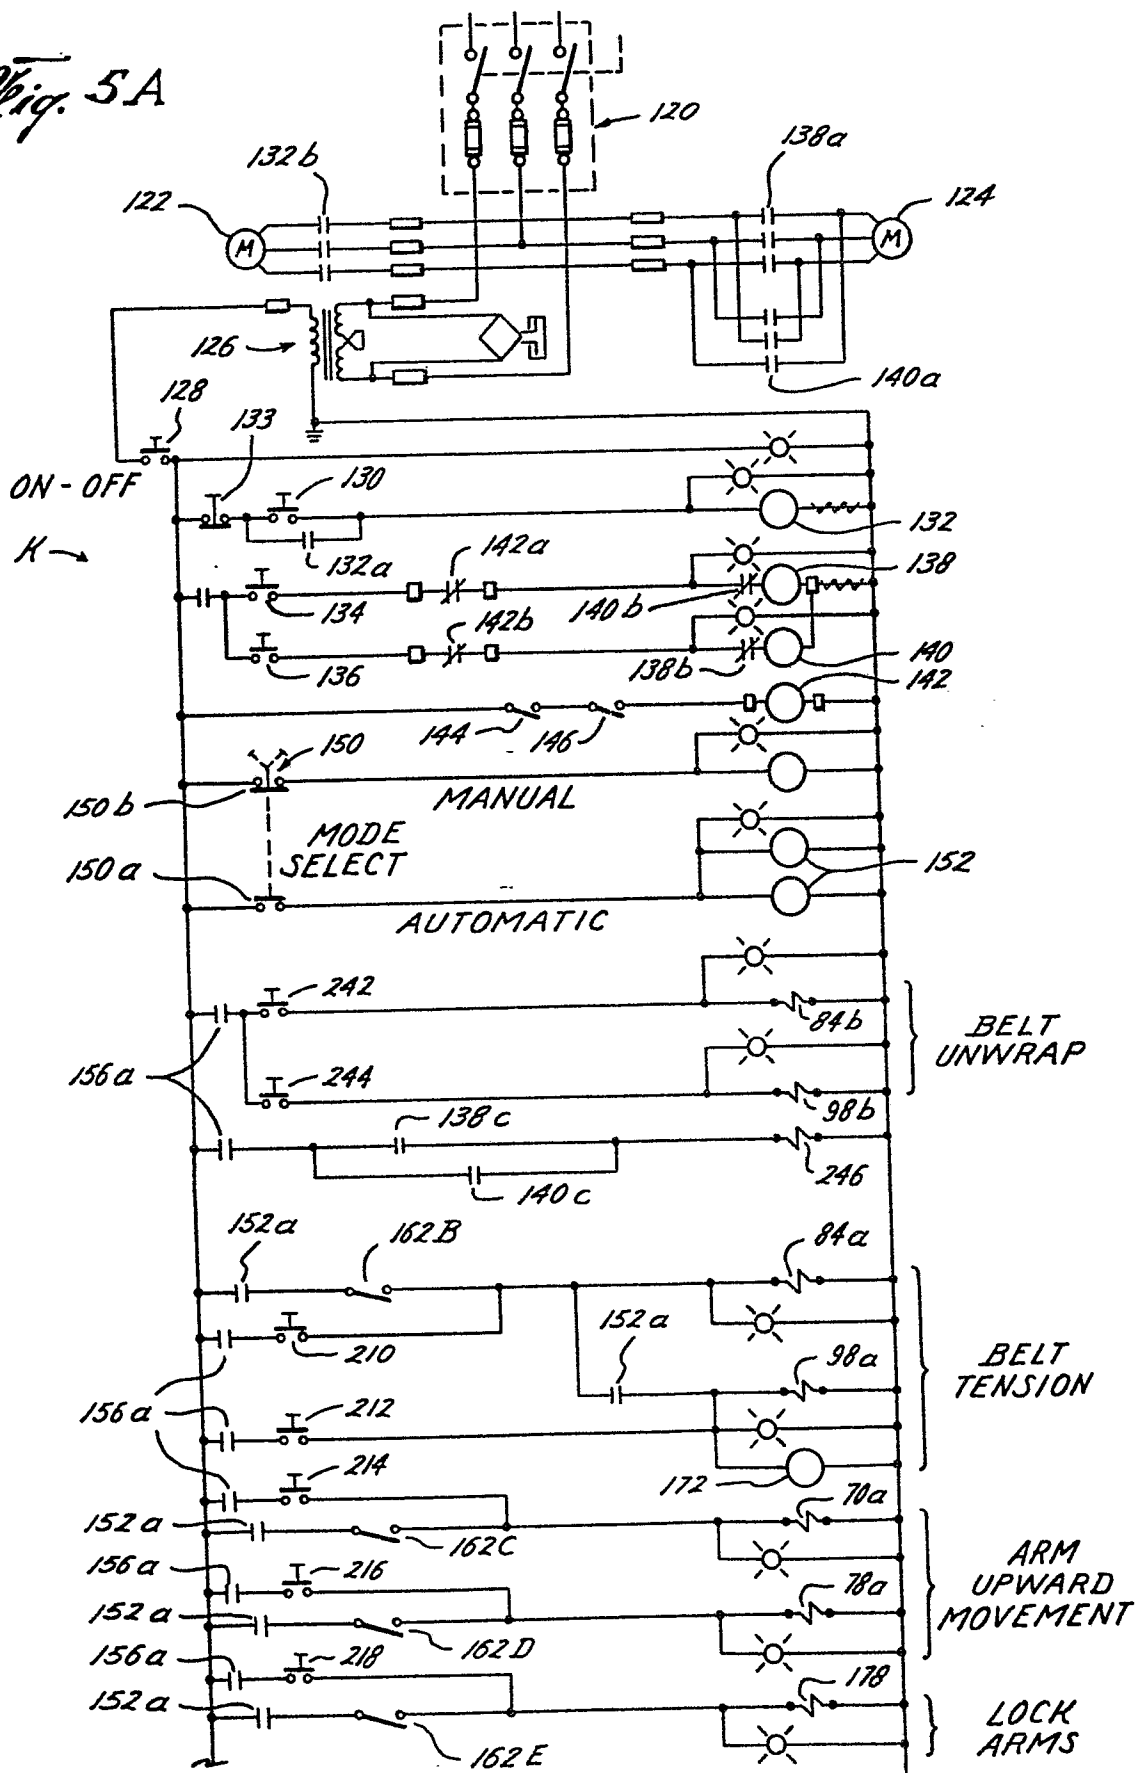 Fig. 5A
120
132b
138a
122
124
M
M
126
140a
128
133
130
ON-OFF
132
K
132a
142a
138
134
140b
142b
136
138b
140
142
144
146
150
150b
MANUAL
MODE
SELECT
150a
152
AUTOMATIC
242
84b
BELT
UNWRAP
156a
244
98b
138c
246
140c
152a
162B
84a
152a
210
98a
BELT
TENSION
156a
212
214
172
70a
152a
162C
ARM
UPWARD
MOVEMENT
156a
216
78a
152a
162D
156a
218
178
152a
162E
LOCK
ARMS